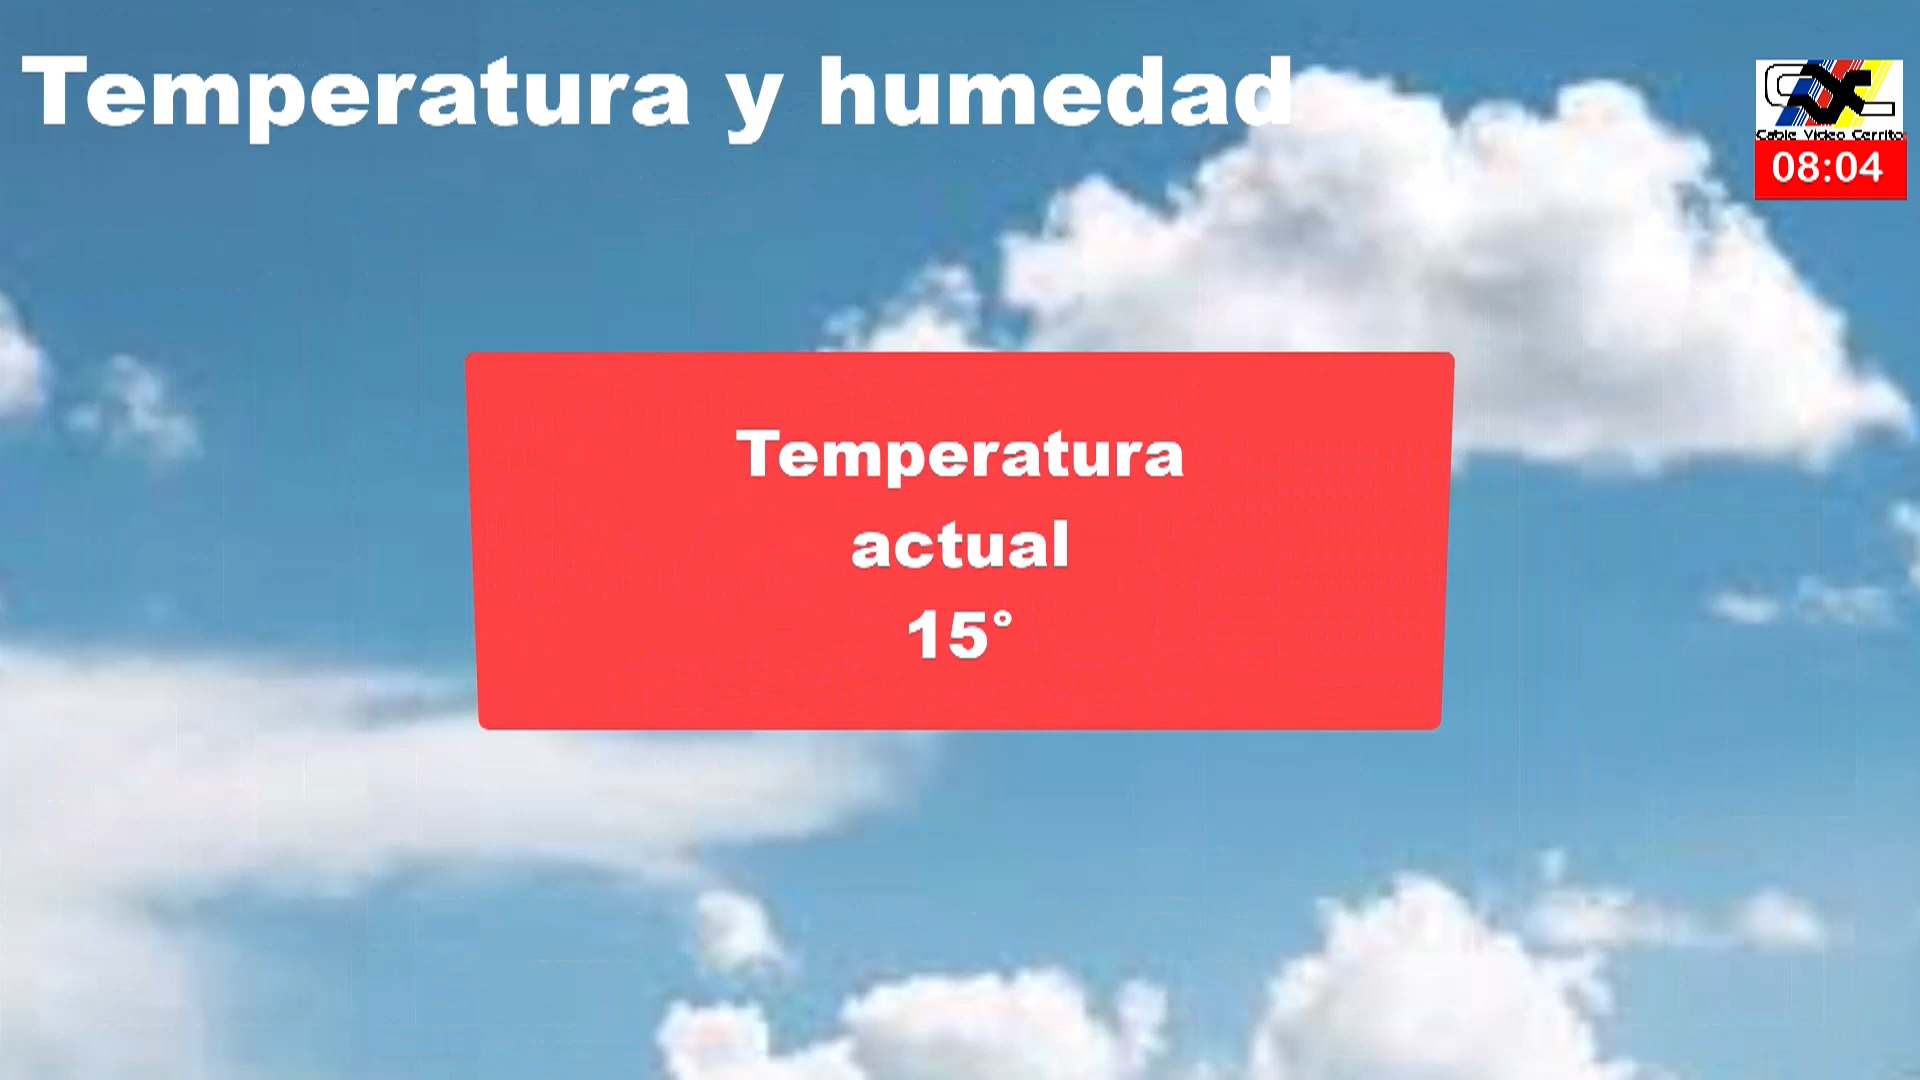 Temperatura y humedad
Cable Video Cerrito
08:04
Temperatura
actual
15°